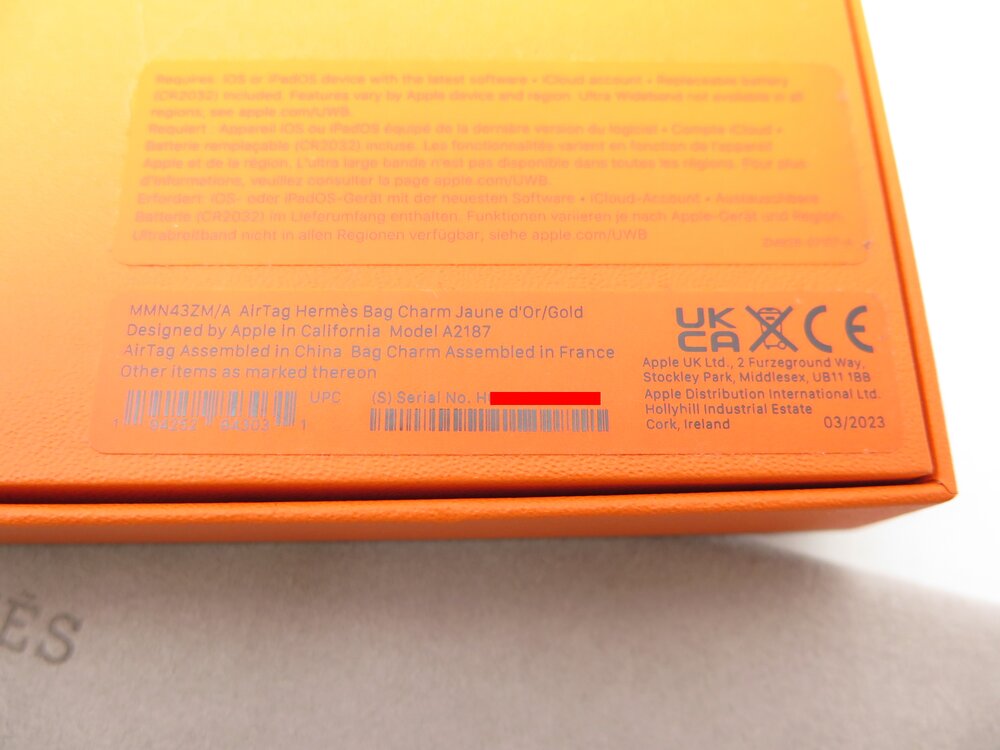 Requires: iOS or iPadOS device with the latest software • iCloud account • Replaceable battery
(CR2032) included. Features vary by Apple device and region. Ultra Wideband not available in all
regions; see apple.com/UWB.
Requiert : Appareil iOS ou iPadOS équipé de la dernière version du logiciel • Compte iCloud •
Batterie remplaçable (CR2032) incluse. Les fonctionnalités varient en fonction de l'appareil
Apple et de la région. L'ultra large bande n'est pas disponible dans toutes les régions. Pour plus
d'informations, veuillez consulter la page apple.com/UWB.
Erfordert: iOS- oder iPadOS-Gerät mit der neuesten Software • iCloud-Account • Austauschbare
Batterie (CR2032) im Lieferumfang enthalten. Funktionen variieren je nach Apple-Gerät und Region.
Ultrabreitband nicht in allen Regionen verfügbar, siehe apple.com/UWB
MMN43ZM/A AirTag Hermès Bag Charm Jaune d'Or/Gold
Designed by Apple in California Model A2187
AirTag Assembled in China Bag Charm Assembled in France
Other items as marked thereon
UPC
(S) Serial No. H
UK
CA
CE
Apple UK Ltd., 2 Furzeground Way,
Stockley Park, Middlesex, UB11 1BB
Apple Distribution International Ltd.
Hollyhill Industrial Estate
Cork, Ireland 03/2023
ÈS